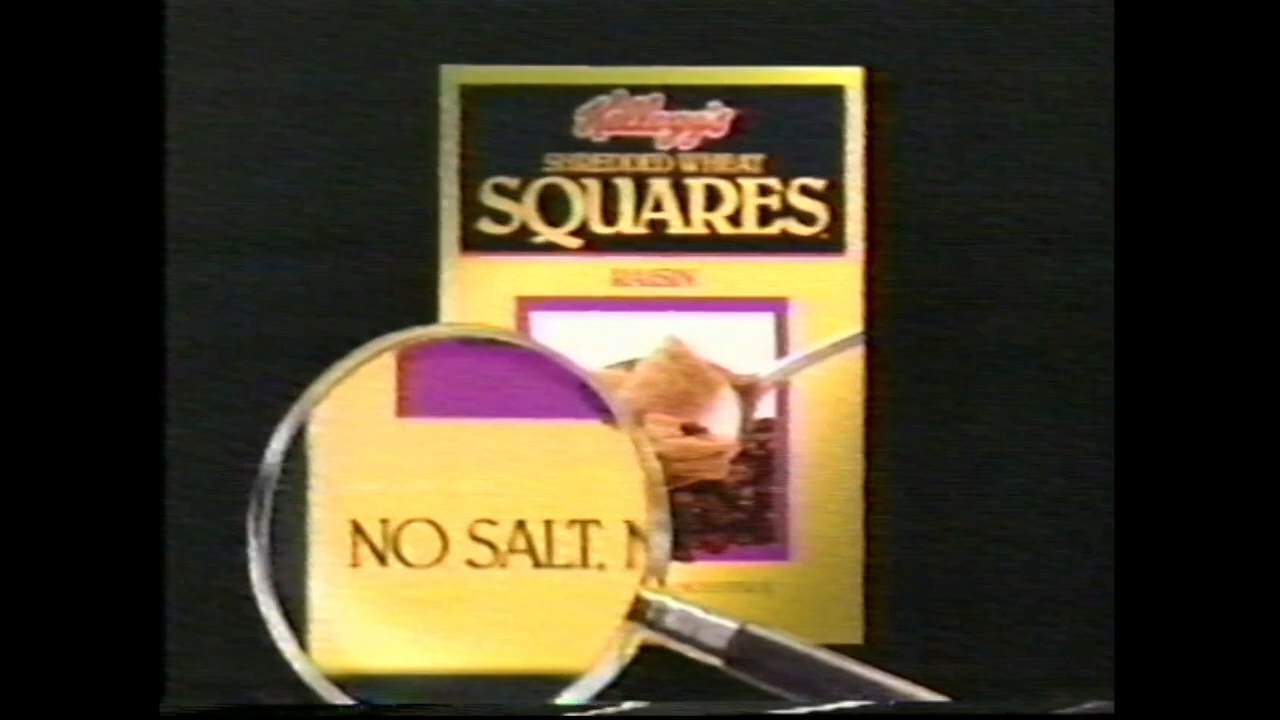 Kellogg's
SHREDDED WHEAT
SQUARES
RAISIN
NO SALT. N